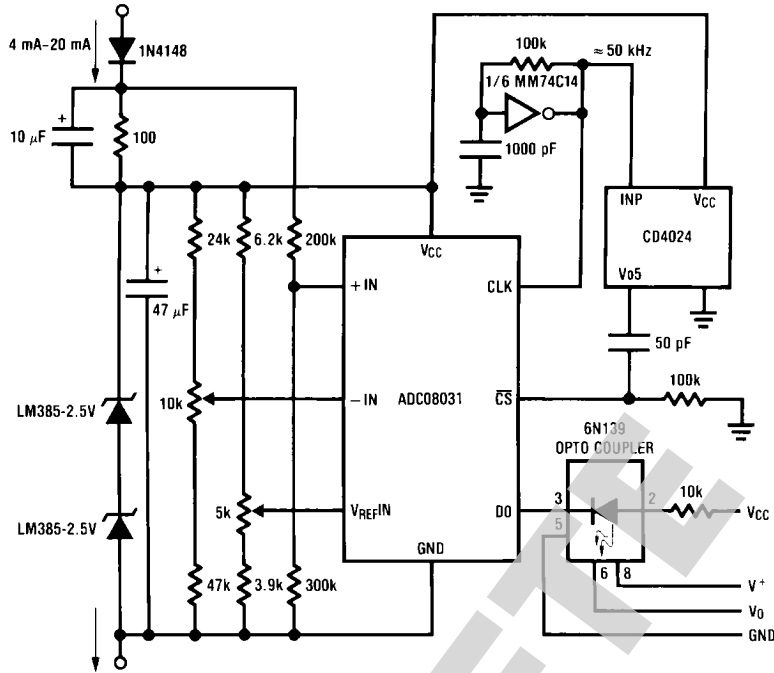 4 mA–20 mA
1N4148
100k
≈ 50 kHz
1/6 MM74C14
10 μF
+
100
1000 pF
INP
VCC
CD4024
Vo5
24k
6.2k
200k
VCC
+ IN
CLK
+
47 μF
50 pF
LM385-2.5V
10k
– IN
ADC08031
CS
100k
6N139
OPTO COUPLER
LM385-2.5V
5k
VREFIN
DO
3
5
2
10k
VCC
GND
47k
3.9k
300k
6
8
V+
VO
GND
ETE